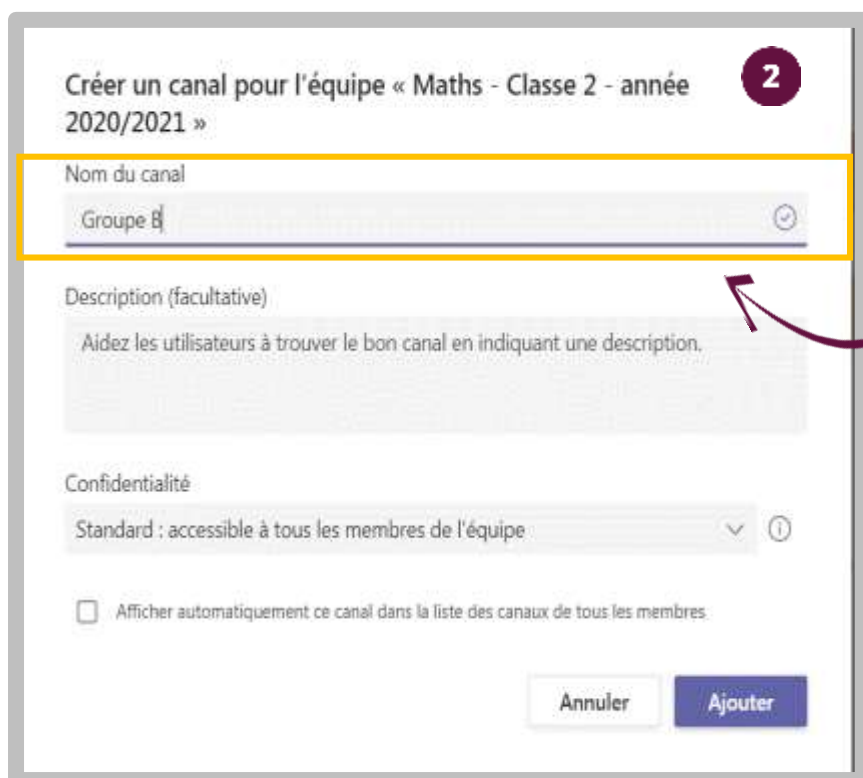 Créer un canal pour l'équipe « Maths - Classe 2 - année
2020/2021 »
2
Nom du canal
Groupe B
Description (facultative)
Aidez les utilisateurs à trouver le bon canal en indiquant une description.
Confidentialité
Standard : accessible à tous les membres de l'équipe
Afficher automatiquement ce canal dans la liste des canaux de tous les membres
Annuler
Ajouter